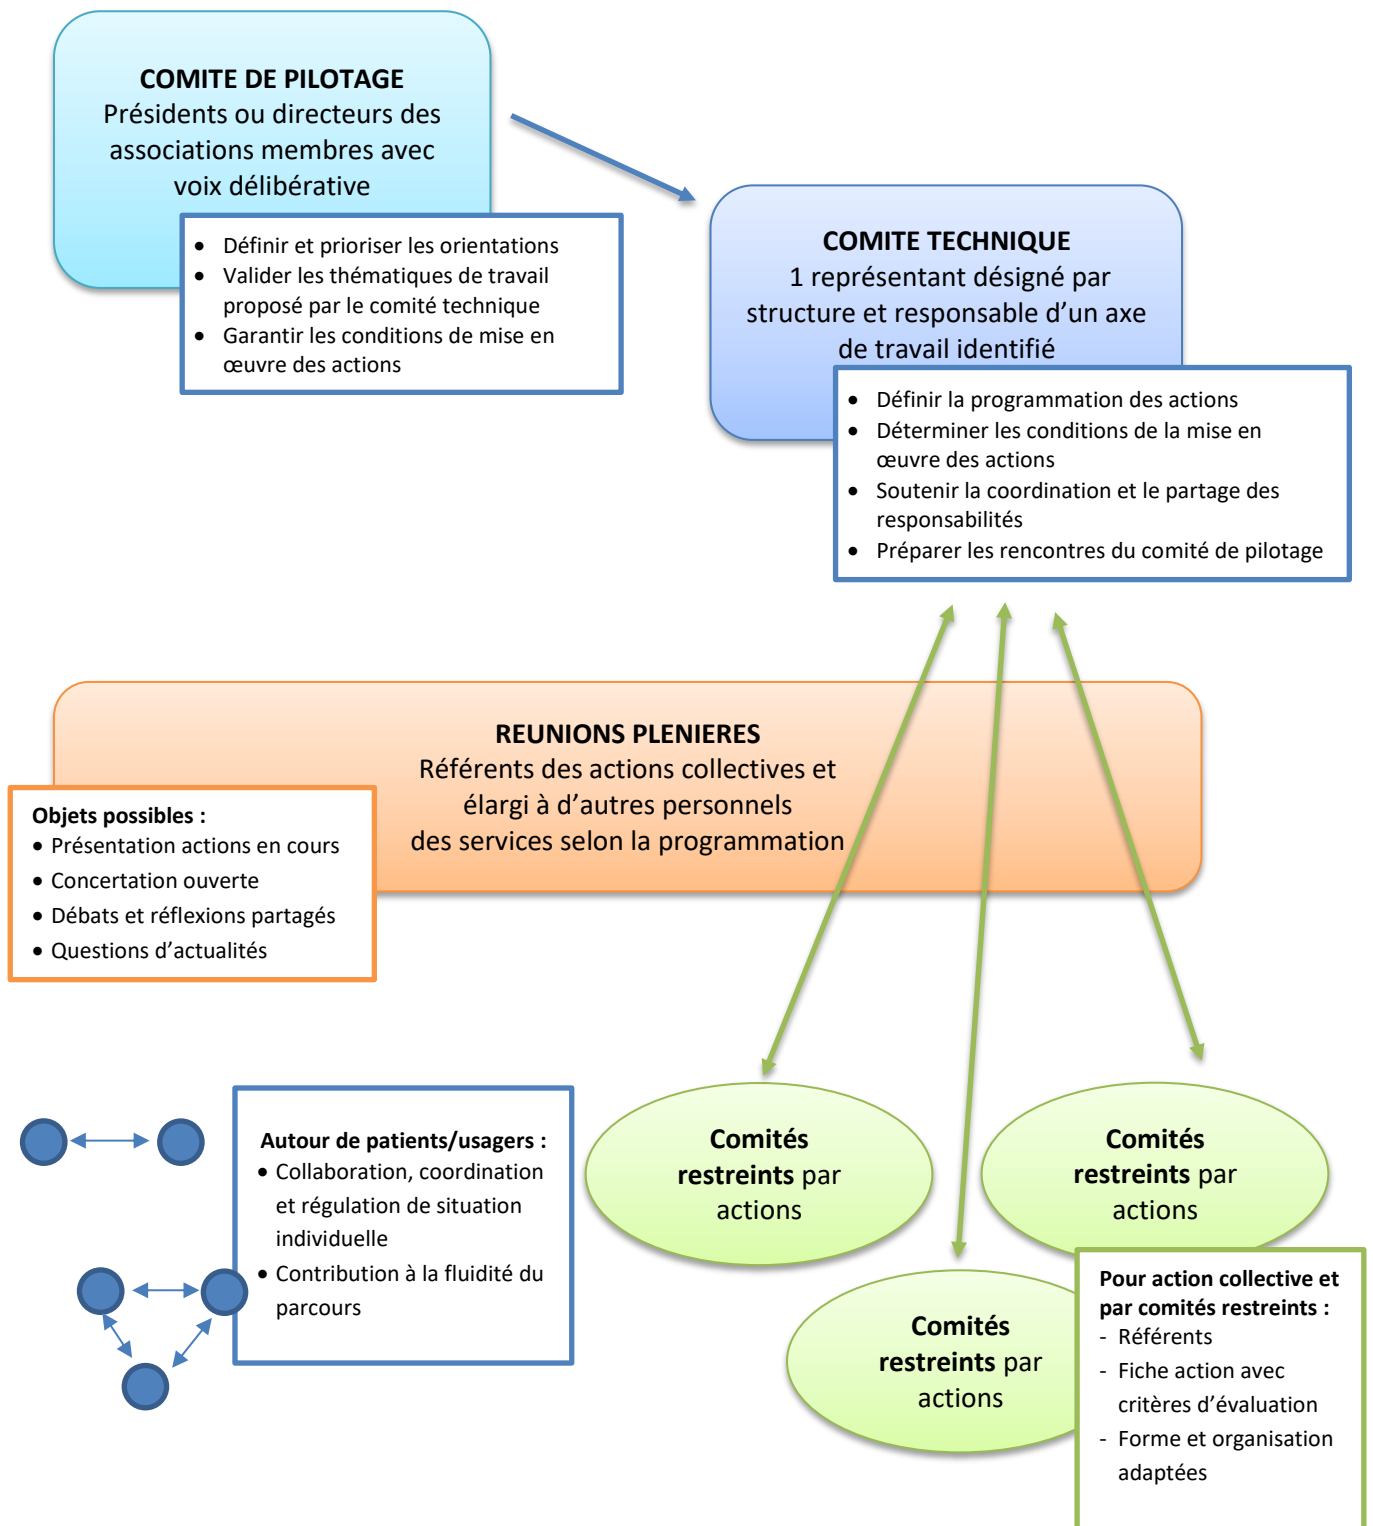 COMITE DE PILOTAGE
Présidents ou directeurs des
associations membres avec
voix délibérative
• Définir et prioriser les orientations
• Valider les thématiques de travail
proposé par le comité technique
• Garantir les conditions de mise en
œuvre des actions
COMITE TECHNIQUE
1 représentant désigné par
structure et responsable d’un axe
de travail identifié
• Définir la programmation des actions
• Déterminer les conditions de la mise en
œuvre des actions
• Soutenir la coordination et le partage des
responsabilités
• Préparer les rencontres du comité de pilotage
REUNIONS PLENIERES
Référents des actions collectives et
élargi à d’autres personnels
des services selon la programmation
Objets possibles :
• Présentation actions en cours
• Concertation ouverte
• Débats et réflexions partagés
• Questions d’actualités
Autour de patients/usagers :
• Collaboration, coordination
et régulation de situation
individuelle
• Contribution à la fluidité du
parcours
Comités
restreints par
actions
Comités
restreints par
actions
Comités
restreints par
actions
Pour action collective et
par comités restreints :
- Référents
- Fiche action avec
critères d’évaluation
- Forme et organisation
adaptées